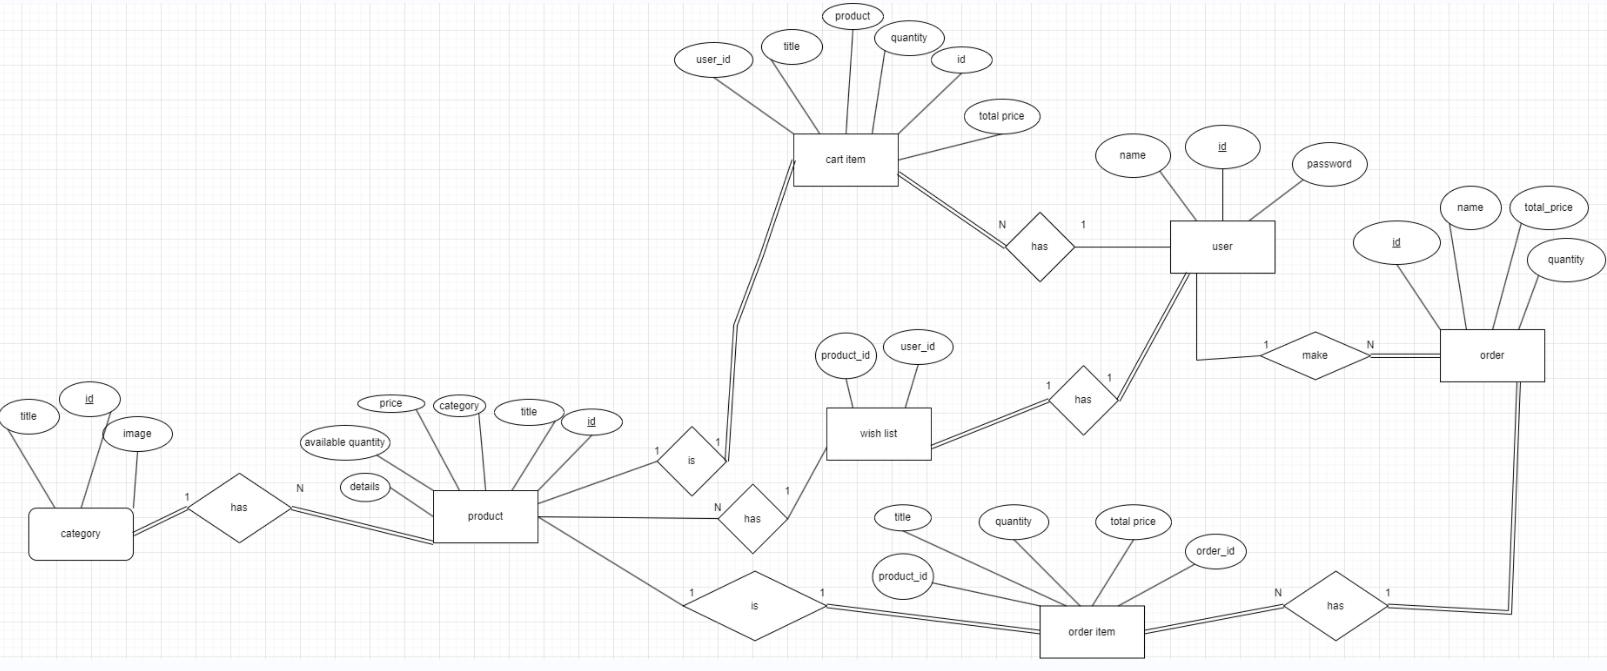 product
quantity
title
user_id
id
total price
cart item
name
id
password
N
has
1
user
id
name
total_price
quantity
1
make
N
order
product_id
user_id
wish list
1
has
1
title
id
image
category
1
has
N
price
category
title
id
available quantity
details
product
1
is
1
N
has
1
1
is
1
title
quantity
total price
order_id
product_id
order item
N
has
1